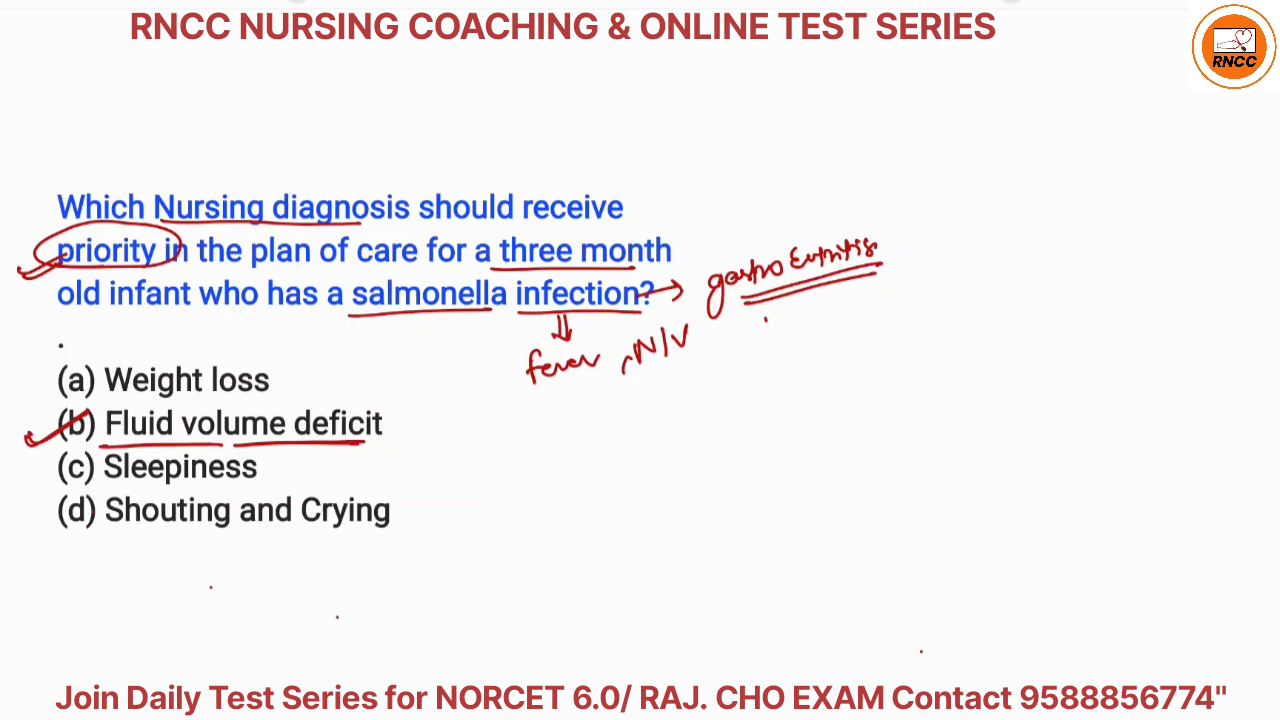 RNCC NURSING COACHING & ONLINE TEST SERIES
RNCC
Which Nursing diagnosis should receive
priority in the plan of care for a three month
old infant who has a salmonella infection?
gastro Entritis
.
fever, N/V
(a) Weight loss
(b) Fluid volume deficit
(c) Sleepiness
(d) Shouting and Crying
Join Daily Test Series for NORCET 6.0/ RAJ. CHO EXAM Contact 9588856774"